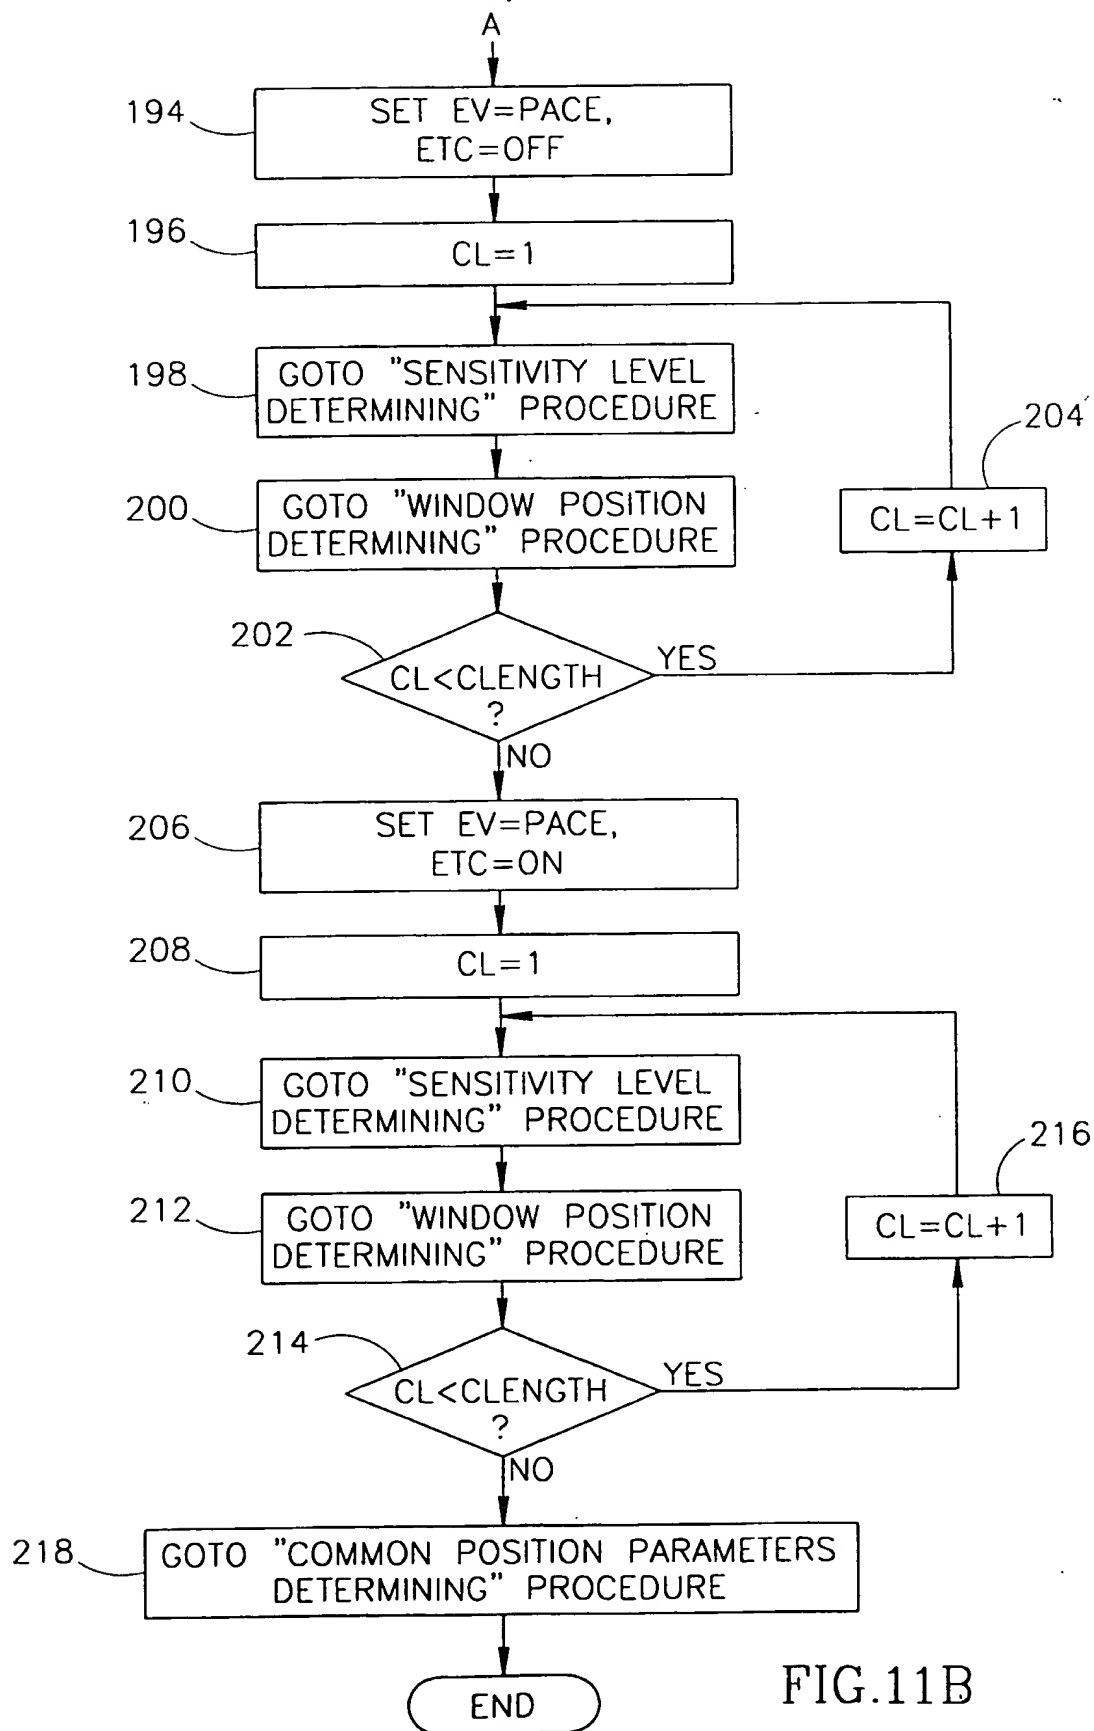 A
194
SET EV=PACE,
ETC=OFF
196
CL=1
198
GOTO "SENSITIVITY LEVEL
DETERMINING" PROCEDURE
204
200
GOTO "WINDOW POSITION
DETERMINING" PROCEDURE
CL=CL+1
202
CL<CLENGTH
?
YES
NO
206
SET EV=PACE,
ETC=ON
208
CL=1
210
GOTO "SENSITIVITY LEVEL
DETERMINING" PROCEDURE
216
212
GOTO "WINDOW POSITION
DETERMINING" PROCEDURE
CL=CL+1
214
CL<CLENGTH
?
YES
NO
218
GOTO "COMMON POSITION PARAMETERS
DETERMINING" PROCEDURE
END
FIG.11B